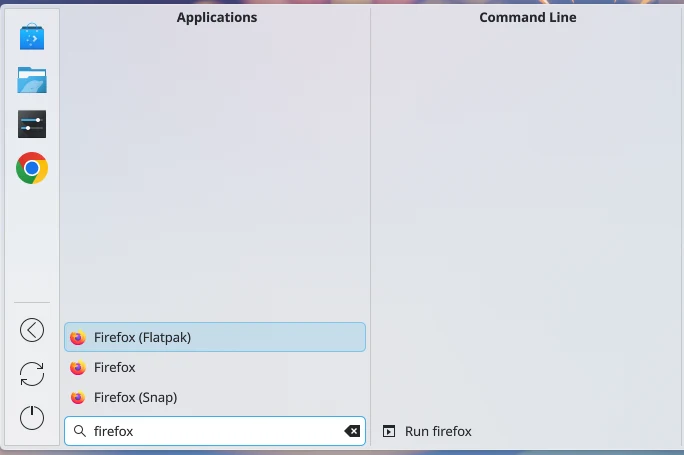 Applications
Command Line
Firefox (Flatpak)
Firefox
Firefox (Snap)
firefox
Run firefox